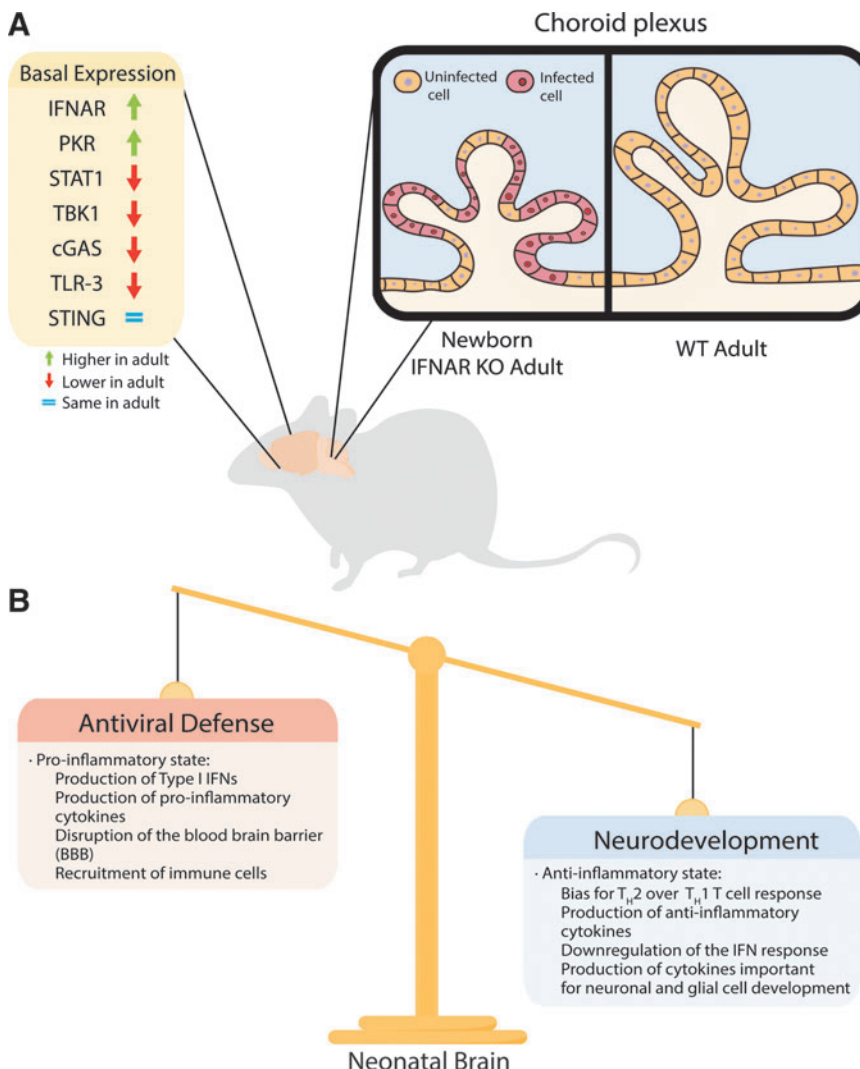 A
Basal Expression
IFNAR
PKR
STAT1
TBK1
cGAS
TLR-3
STING =
Higher in adult
Lower in adult
= Same in adult
Choroid plexus
Uninfected
cell
Infected
cell
Newborn
IFNAR KO Adult
WT Adult
B
Antiviral Defense
· Pro-inflammatory state:
Production of Type I IFNs
Production of pro-inflammatory
cytokines
Disruption of the blood brain barrier
(BBB)
Recruitment of immune cells
Neurodevelopment
· Anti-inflammatory state:
Bias for TH2 over TH1 T cell response
Production of anti-inflammatory
cytokines
Downregulation of the IFN response
Production of cytokines important
for neuronal and glial cell development
Neonatal Brain